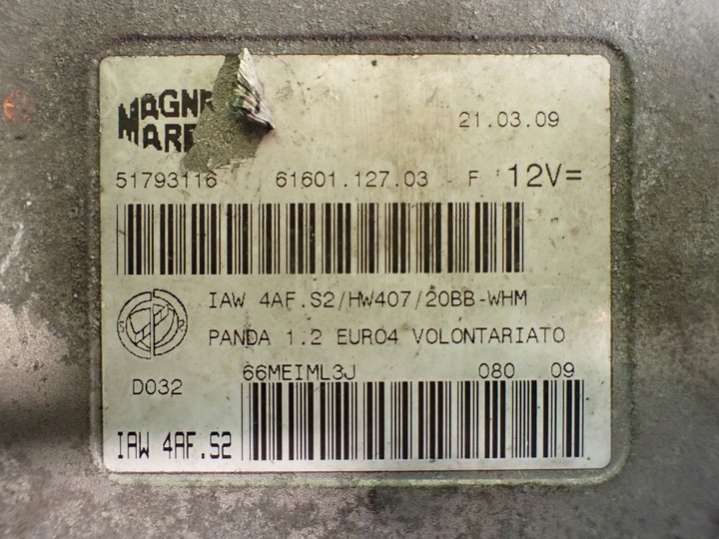 MAGNE
MARE
21.03.09
51793116 61601.127.03 F 12V=
IAW 4AF.S2/HW407/20BB-WHM
PANDA 1.2 EURO4 VOLONTARIATO
D032 66MEIML3J 080 09
IAW 4AF.S2